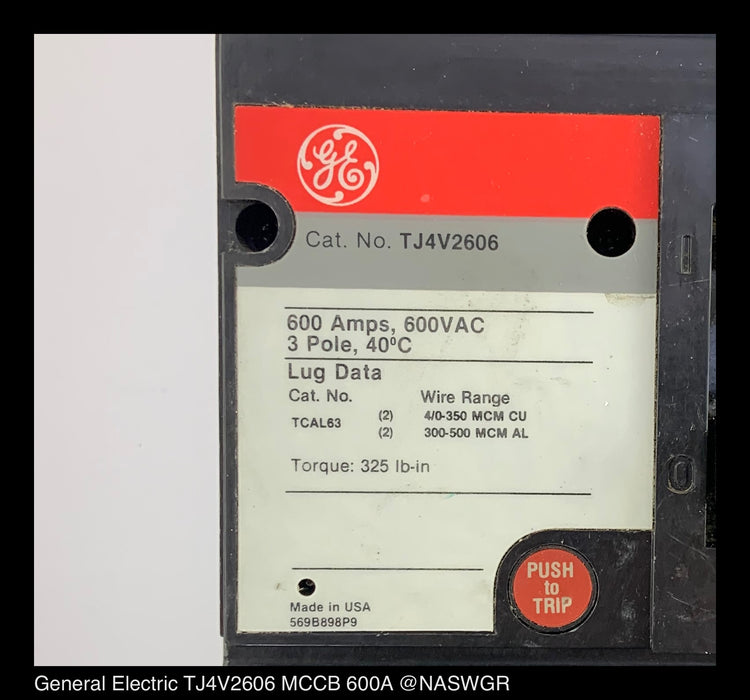 GE
Cat. No. TJ4V2606
600 Amps, 600VAC
3 Pole, 40ºC
Lug Data
Cat. No. Wire Range
TCAL63 (2) 4/0-350 MCM CU
(2) 300-500 MCM AL
Torque: 325 lb-in
PUSH
to
TRIP
Made in USA
569B898P9
I
O
General Electric TJ4V2606 MCCB 600A @NASWGR